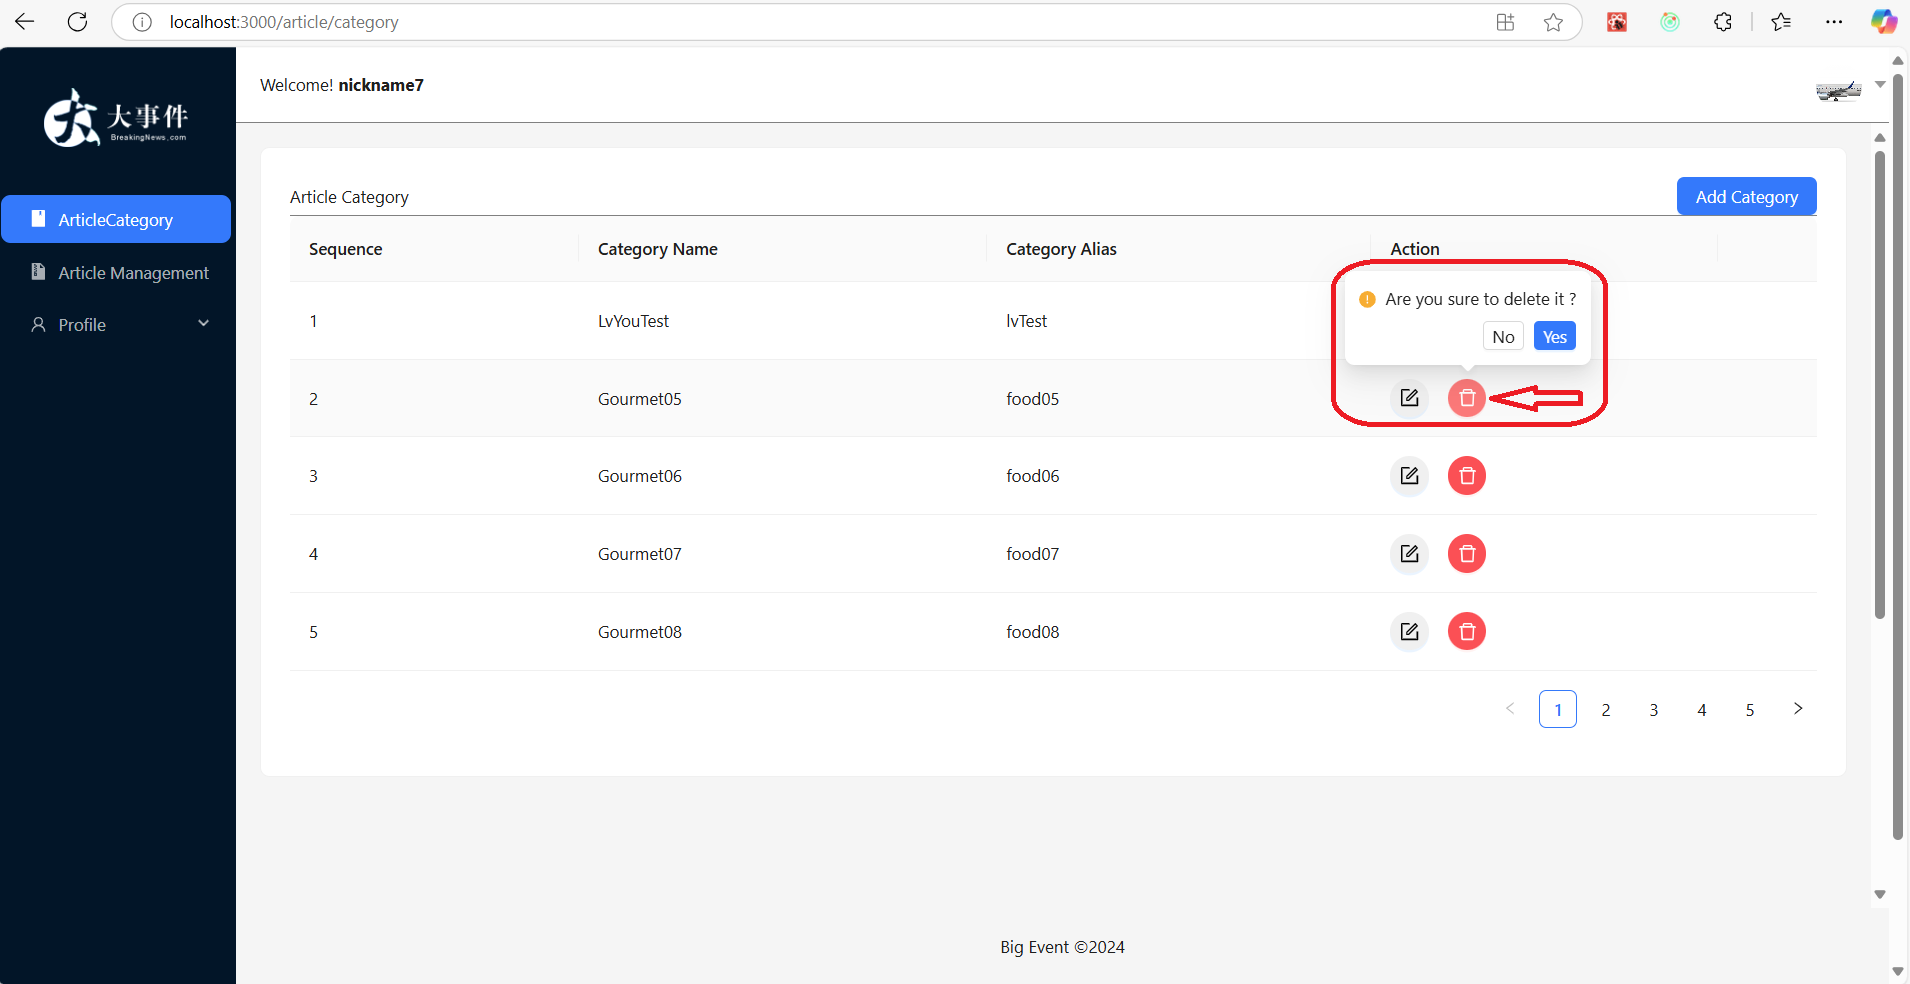 localhost:3000/article/category
大事件
BreakingNews.com
Welcome! nickname7
ArticleCategory
Article Management
Profile
Article Category
Add Category
Sequence Category Name Category Alias Action
Are you sure to delete it ?
No Yes
1 LvYouTest lvTest
2 Gourmet05 food05
3 Gourmet06 food06
4 Gourmet07 food07
5 Gourmet08 food08
1 2 3 4 5
Big Event ©2024